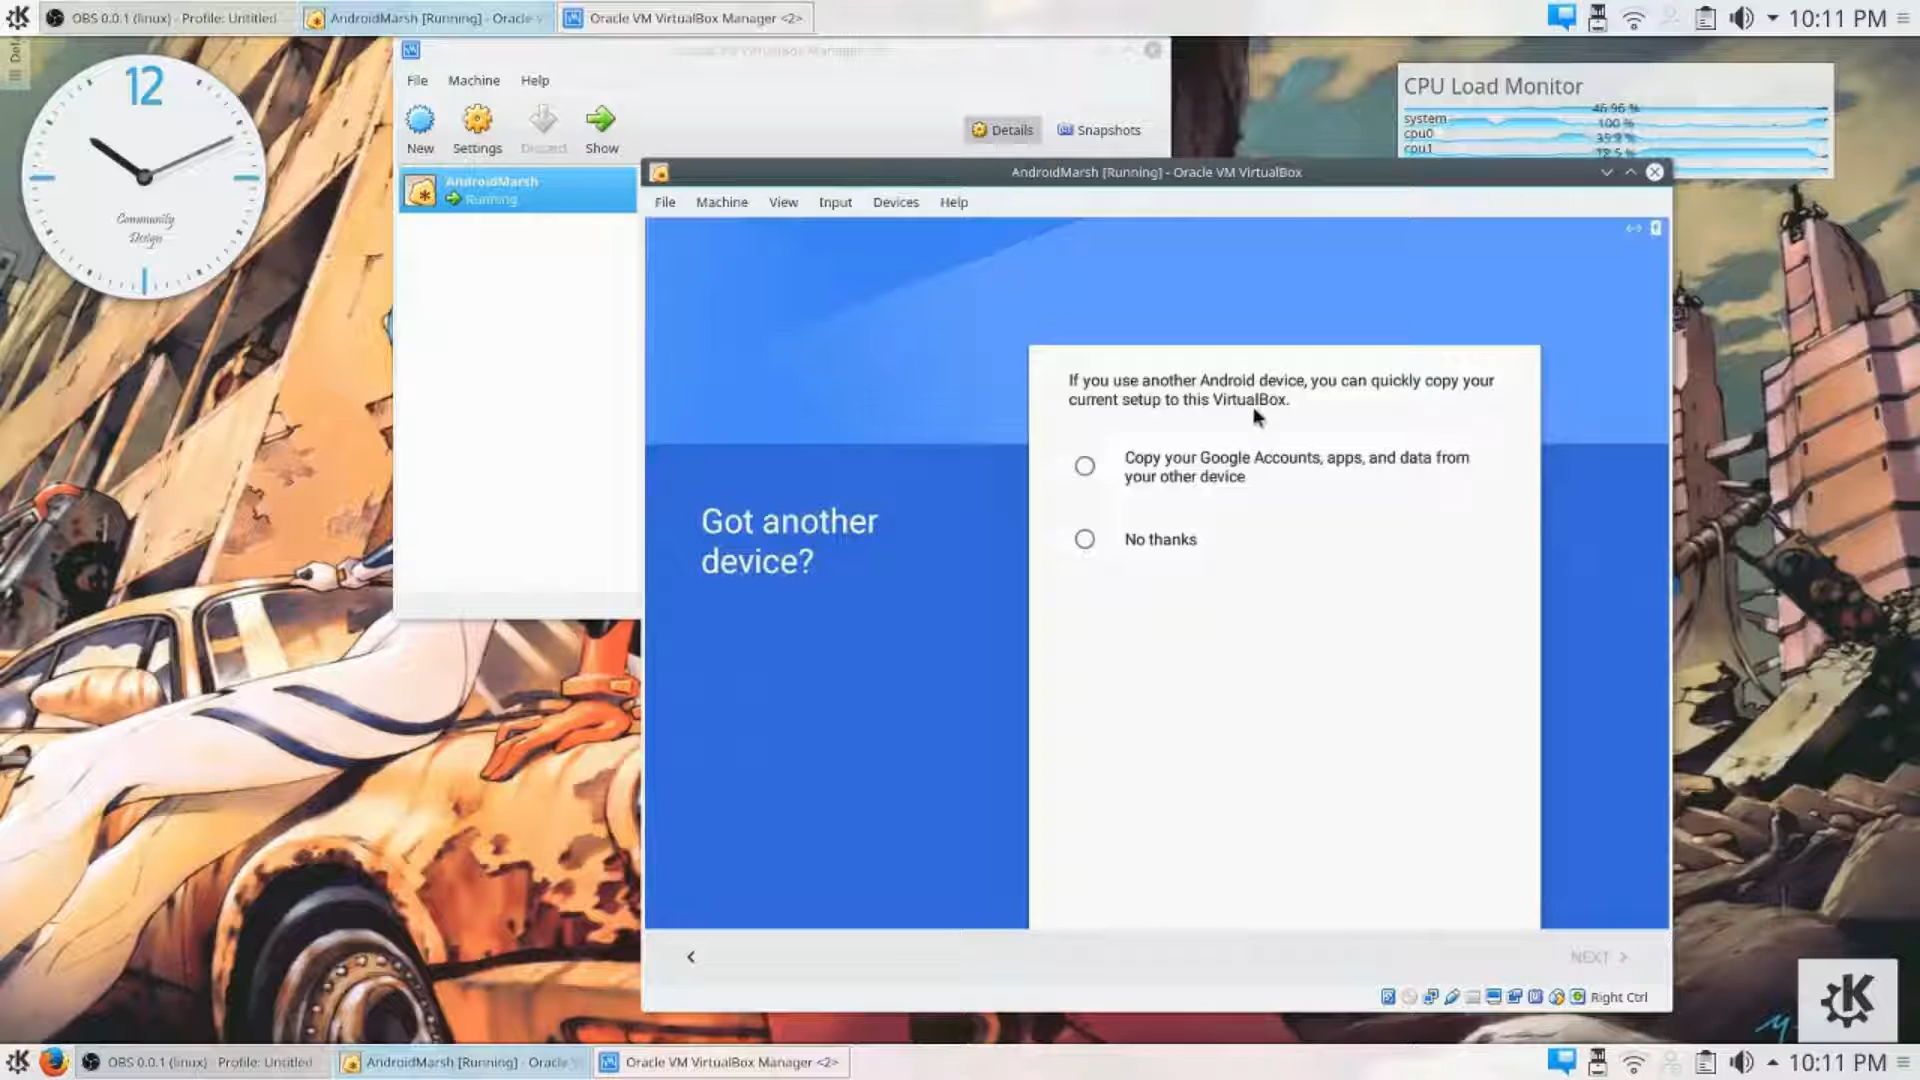 OBS 0.0.1 (linux) - Profile: Untitled
AndroidMarsh [Running] - Oracle
Oracle VM VirtualBox Manager <2>
10:11 PM
12
Community
Design
File Machine Help
New Settings Discard Show
Details Snapshots
AndroidMarsh
Running
CPU Load Monitor
46.96 %
system
100 %
cpu0
cpu1
AndroidMarsh [Running] - Oracle VM VirtualBox
File Machine View Input Devices Help
Got another
device?
If you use another Android device, you can quickly copy your
current setup to this VirtualBox.
Copy your Google Accounts, apps, and data from
your other device
No thanks
NEXT
Right Ctrl
OBS 0.0.1 (linux) - Profile: Untitled
AndroidMarsh [Running] - Oracle
Oracle VM VirtualBox Manager <2>
10:11 PM